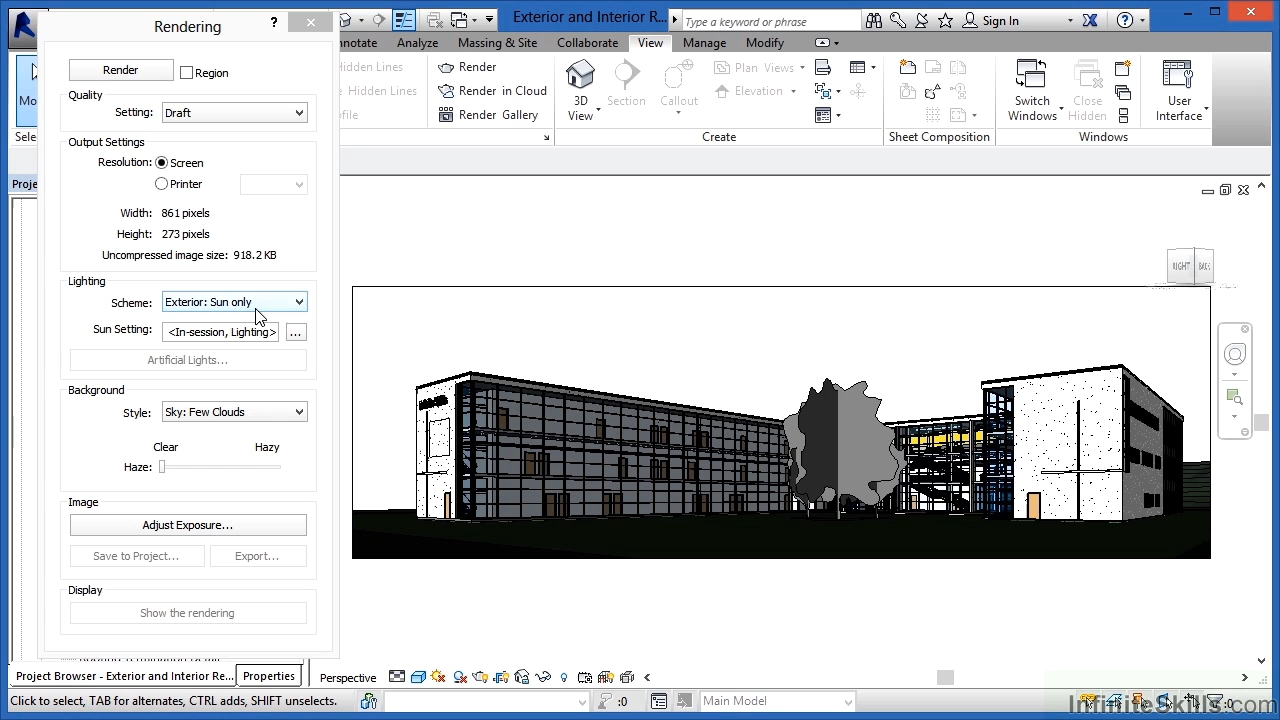 Rendering
?
Exterior and Interior R...
Type a keyword or phrase
Sign In
Analyze
Massing & Site
Collaborate
View
Manage
Modify
Render
Region
Quality
Setting: Draft
Output Settings
Resolution: Screen
Printer
Width: 861 pixels
Height: 273 pixels
Uncompressed image size: 918.2 KB
Lighting
Scheme: Exterior: Sun only
Sun Setting: <In-session, Lighting> ...
Artificial Lights...
Background
Style: Sky: Few Clouds
Clear Hazy
Haze:
Image
Adjust Exposure...
Save to Project... Export...
Display
Show the rendering
Hidden Lines
Hidden Lines
Render
Render in Cloud
Render Gallery
3D View
Section
Callout
Plan Views
Elevation
Create
Sheet Composition
Switch Windows
Close Hidden
Windows
User Interface
RIGHT BACK
Project Browser - Exterior and Interior Re...
Properties
Perspective
Click to select, TAB for alternates, CTRL adds, SHIFT unselects.
:0
Main Model
:0
InfiniteSkills.com